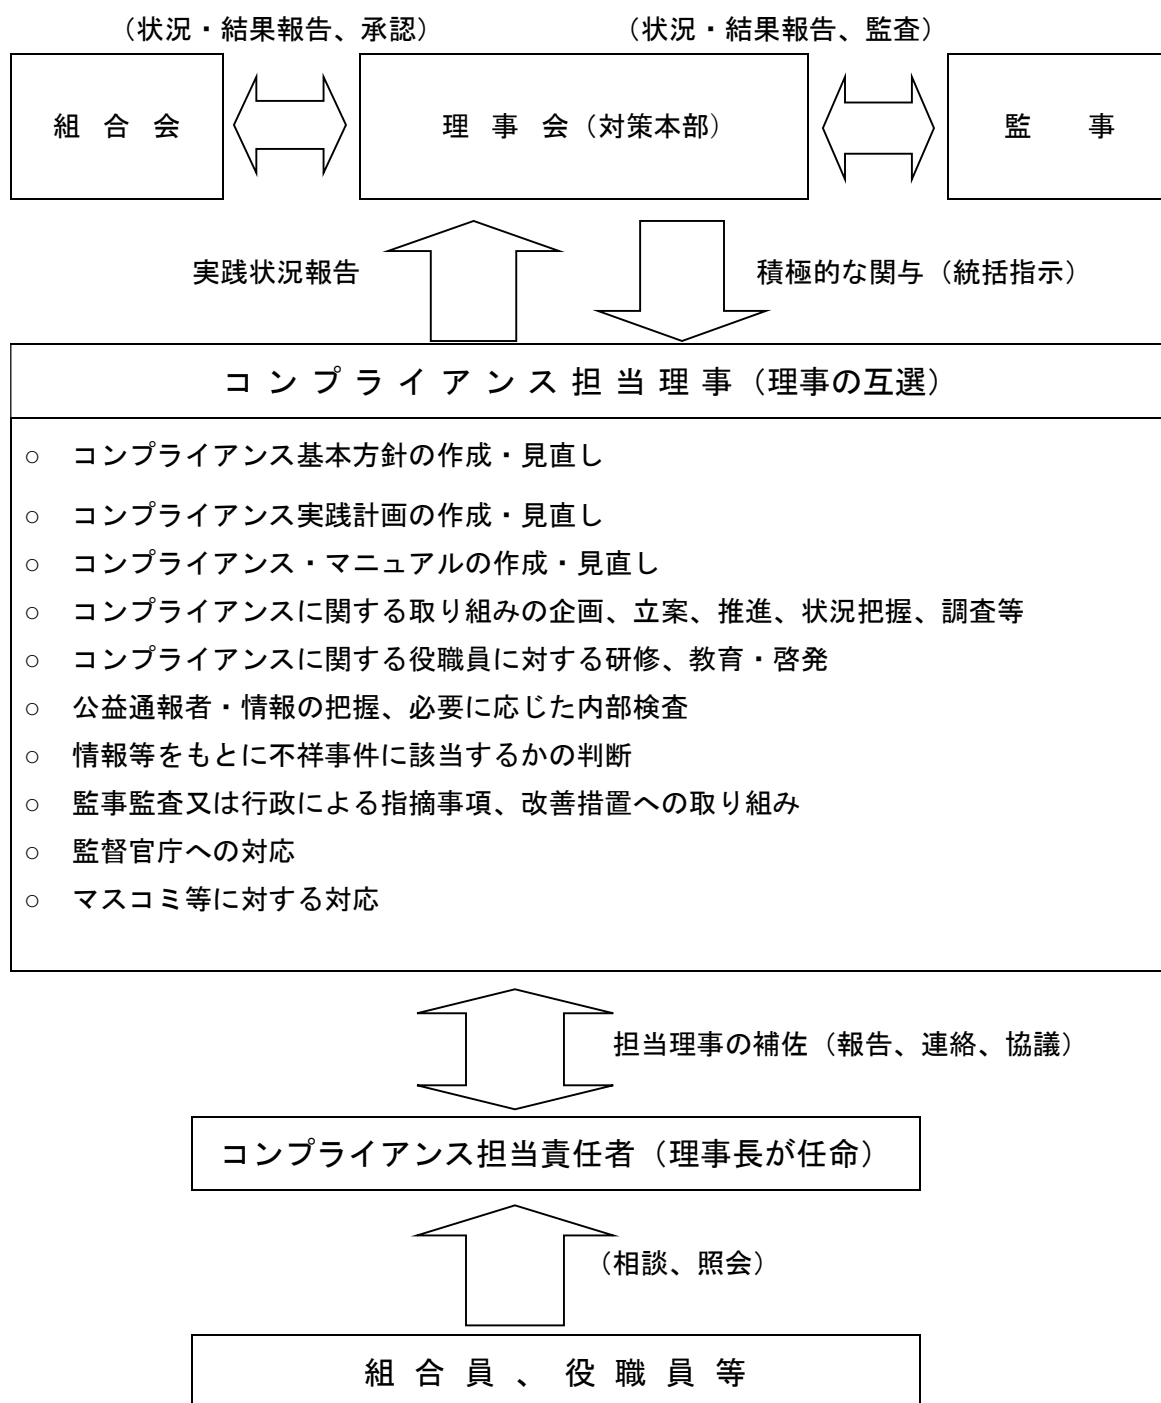 （状況・結果報告、承認）　（状況・結果報告、監査）
組 合 会　理 事 会（対策本部）　監 事
実践状況報告　積極的な関与（統括指示）
コ ン プ ラ イ ア ン ス 担 当 理 事（理事の互選）
○ コンプライアンス基本方針の作成・見直し
○ コンプライアンス実践計画の作成・見直し
○ コンプライアンス・マニュアルの作成・見直し
○ コンプライアンスに関する取り組みの企画、立案、推進、状況把握、調査等
○ コンプライアンスに関する役職員に対する研修、教育・啓発
○ 公益通報者・情報の把握、必要に応じた内部検査
○ 情報等をもとに不祥事件に該当するかの判断
○ 監事監査又は行政による指摘事項、改善措置への取り組み
○ 監督官庁への対応
○ マスコミ等に対する対応
担当理事の補佐（報告、連絡、協議）
コンプライアンス担当責任者（理事長が任命）
（相談、照会）
組 合 員 、 役 職 員 等